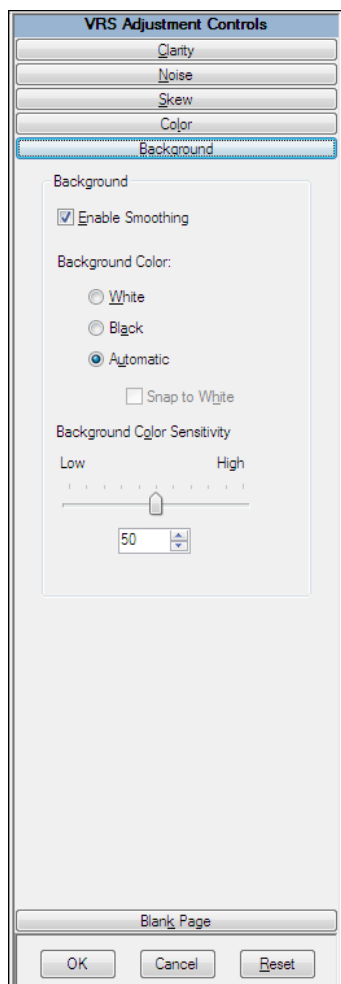 VRS Adjustment Controls
Clarity
Noise
Skew
Color
Background
Background
Enable Smoothing
Background Color:
White
Black
Automatic
Snap to White
Background Color Sensitivity
Low High
50
Blank Page
OK Cancel Reset